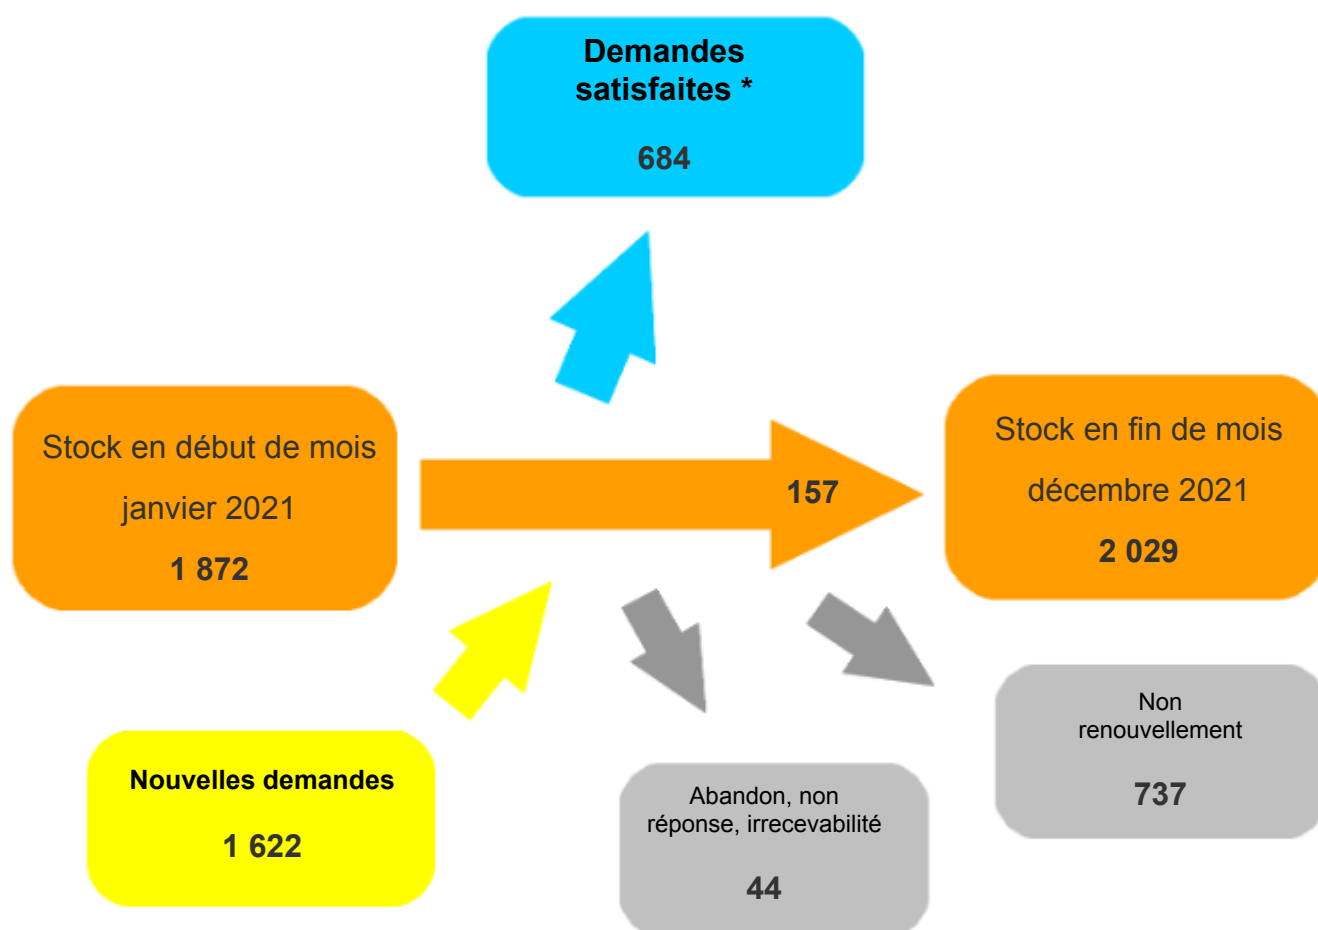 Demandes
satisfaites *
684
Stock en début de mois
janvier 2021
1 872
157
Stock en fin de mois
décembre 2021
2 029
Nouvelles demandes
1 622
Abandon, non
réponse, irrecevabilité
44
Non
renouvellement
737